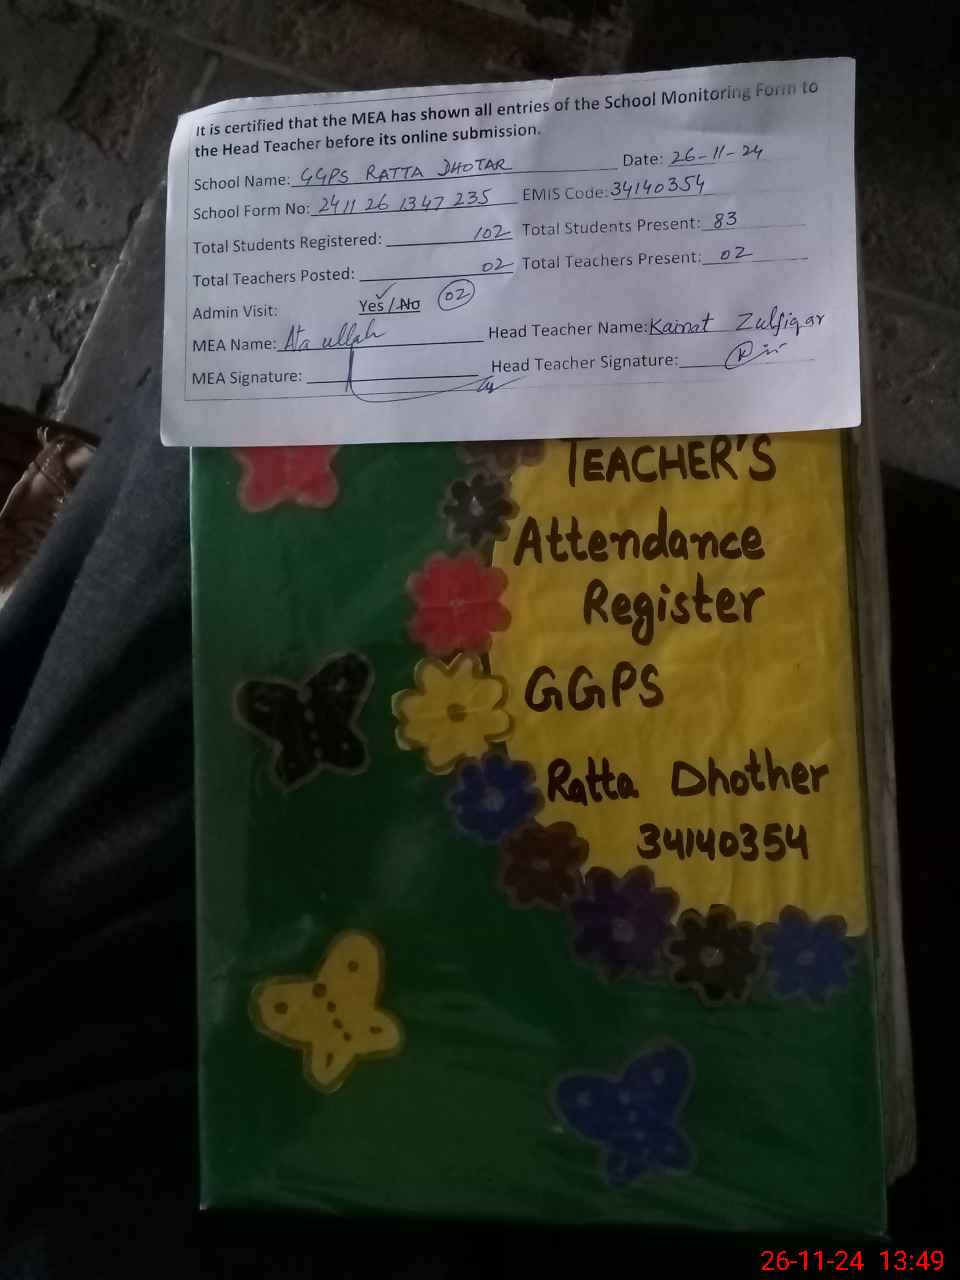 It is certified that the MEA has shown all entries of the School Monitoring Form to
the Head Teacher before its online submission.
School Name: GGPS RATTA DHOTAR Date: 26-11-24
School Form No: 2411 26 1347 235 EMIS Code: 34140354
Total Students Registered: 102 Total Students Present: 83
Total Teachers Posted: 02 Total Teachers Present: 02
Admin Visit: Yes / No 02
MEA Name: Ata ullah Head Teacher Name: Kainat Zulfiqar
MEA Signature: Head Teacher Signature:
TEACHER'S
Attendance
Register
GGPS
Ratta Dhother
34140354
26-11-24 13:49